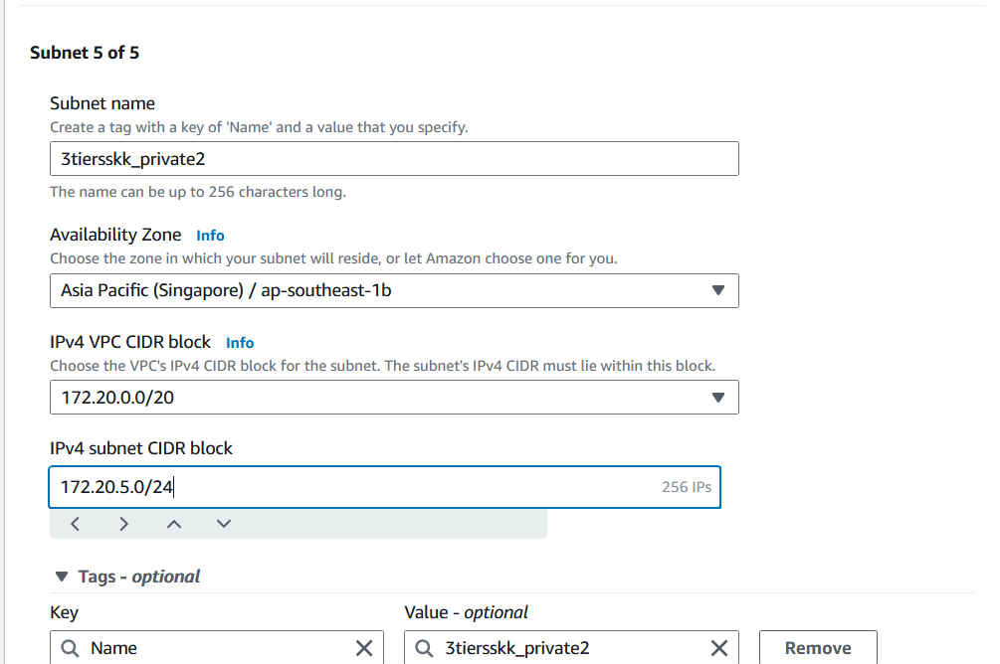 Subnet 5 of 5
Subnet name
Create a tag with a key of 'Name' and a value that you specify.
3tiersskk_private2
The name can be up to 256 characters long.
Availability Zone Info
Choose the zone in which your subnet will reside, or let Amazon choose one for you.
Asia Pacific (Singapore) / ap-southeast-1b
IPv4 VPC CIDR block Info
Choose the VPC's IPv4 CIDR block for the subnet. The subnet's IPv4 CIDR must lie within this block.
172.20.0.0/20
IPv4 subnet CIDR block
172.20.5.0/24 256 IPs
Tags - optional
Key Value - optional
Name 3tiersskk_private2 Remove